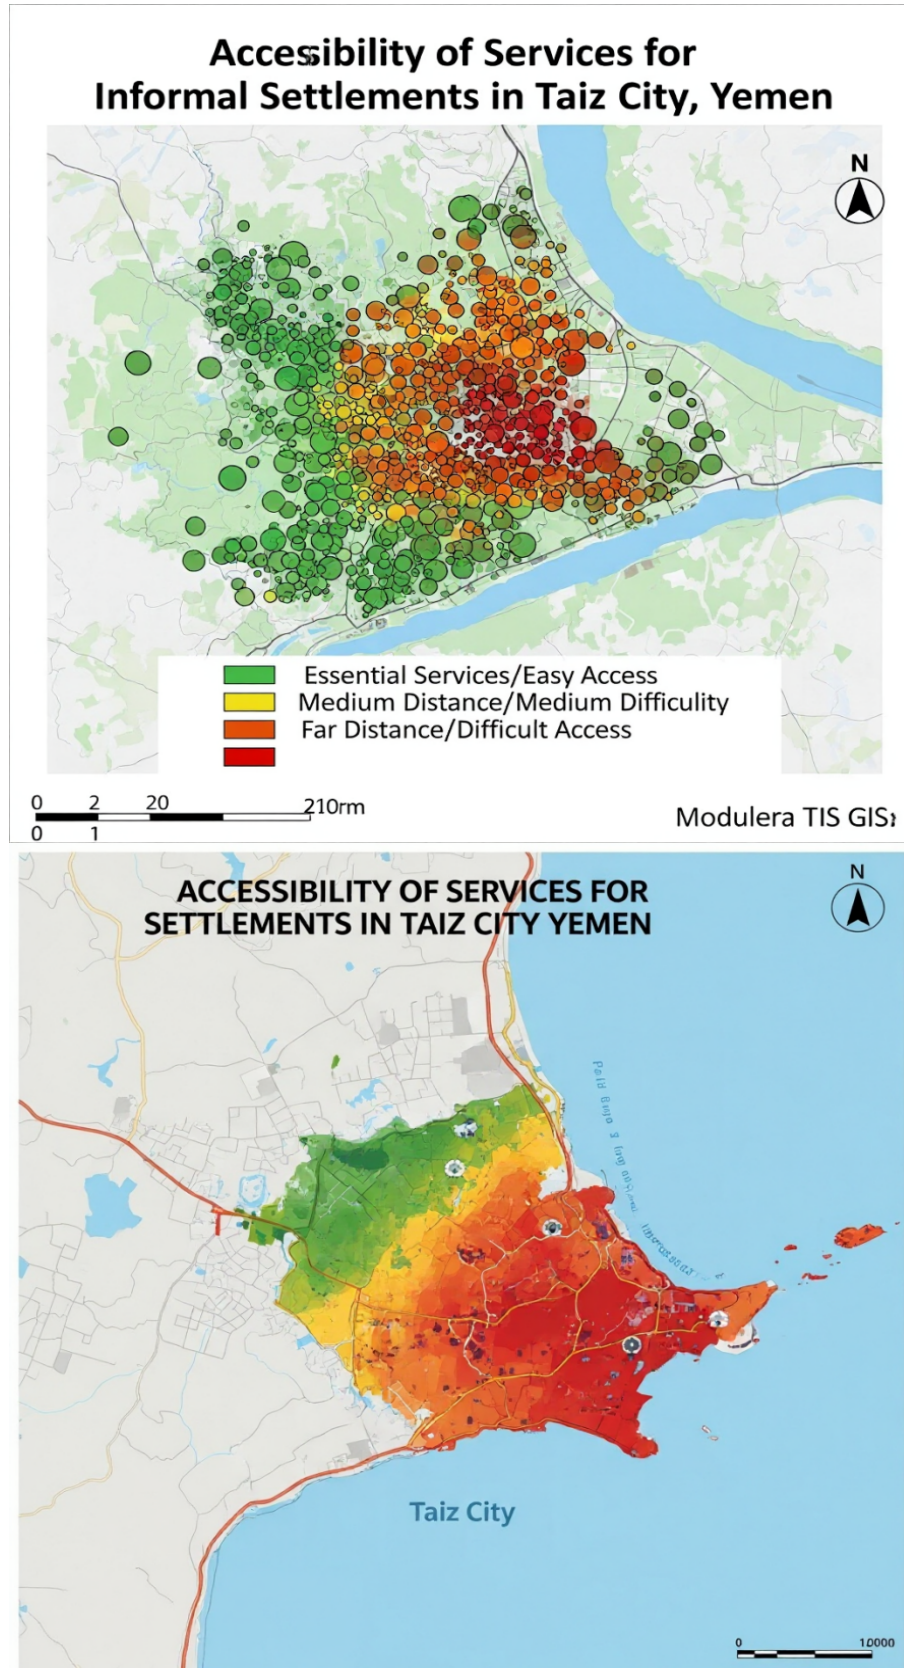 Accessibility of Services for
Informal Settlements in Taiz City, Yemen
N
Essential Services/Easy Access
Medium Distance/Medium Difficulity
Far Distance/Difficult Access
0 2 20 210rm
0 1
Modulera TIS GIS
ACCESSIBILITY OF SERVICES FOR
SETTLEMENTS IN TAIZ CITY YEMEN
N
Taiz City
0 10000